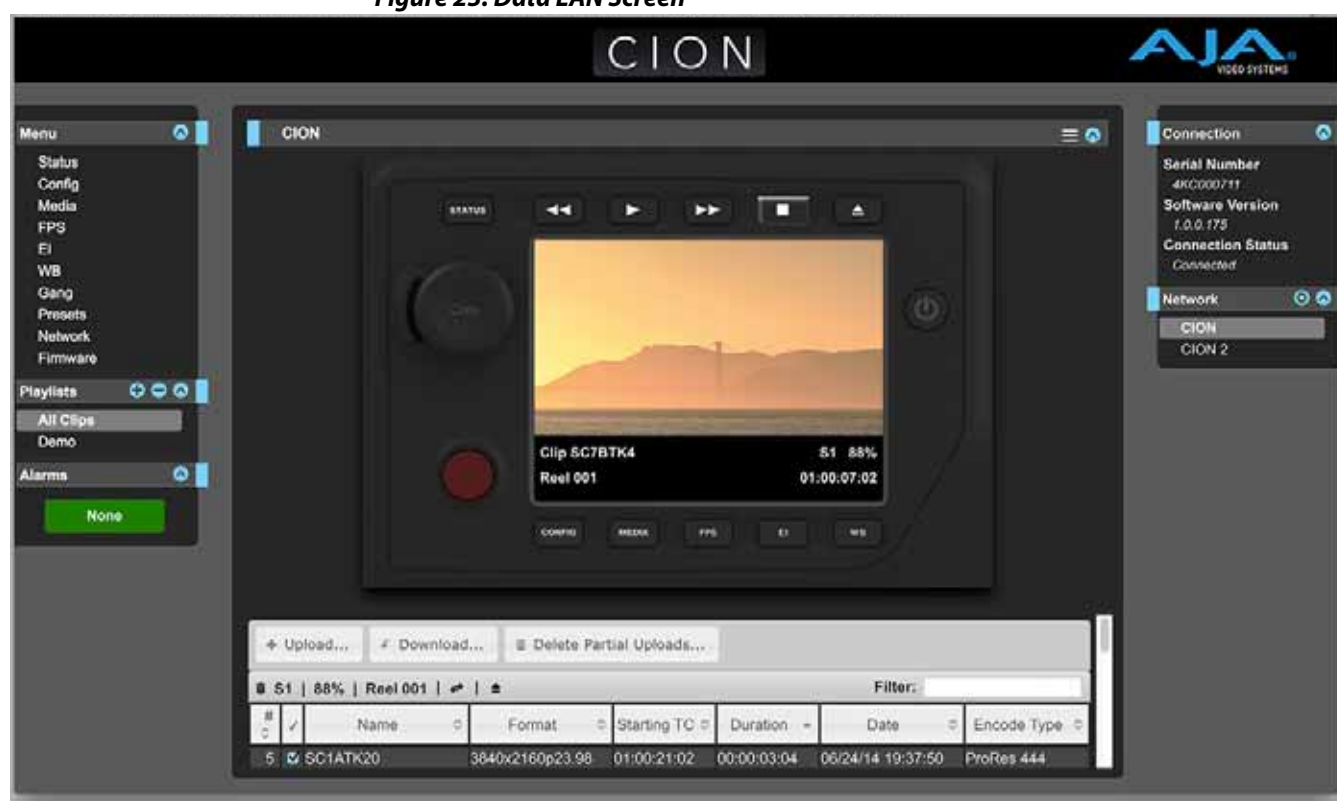 Figure 25. Data LAN Screen
CION
AJA
VIDEO SYSTEMS
Menu
Status
Config
Media
FPS
EI
WB
Gang
Presets
Network
Firmware
Playlists
All Clips
Demo
Alarms
None
CION
STATUS
Clip SC7BTK4 S1 88%
Reel 001 01:00:07:02
CONFIG MEDIA FPS EI WB
Upload... Download... Delete Partial Uploads...
S1 | 88% | Reel 001 | | Filter:
# Name Format Starting TC Duration Date Encode Type
5 SC1ATK20 3840x2160p23.98 01:00:21:02 00:00:03:04 06/24/14 19:37:50 ProRes 444
Connection
Serial Number
4KC000711
Software Version
1.0.0.175
Connection Status
Connected
Network
CION
CION 2